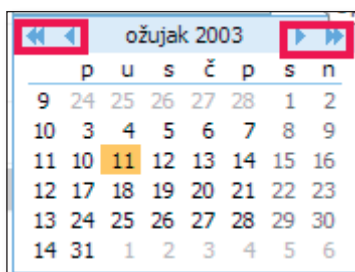 ožujak 2003
p u s č p s n
9 24 25 26 27 28 1 2
10 3 4 5 6 7 8 9
11 10 11 12 13 14 15 16
12 17 18 19 20 21 22 23
13 24 25 26 27 28 29 30
14 31 1 2 3 4 5 6